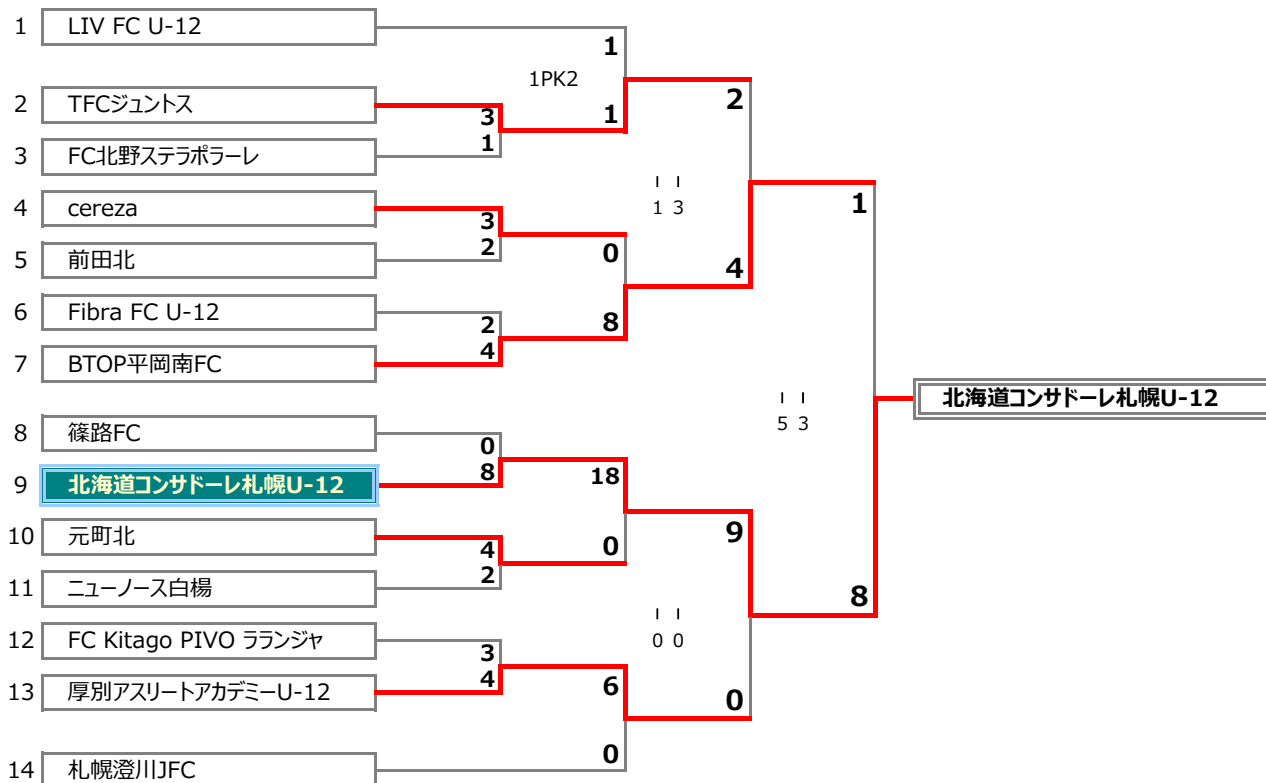 1 LIV FC U-12
1
1PK2
2 TFCジュントス
3
1
2
3 FC北野ステラポラーレ
1
4 cereza
3
1 3
1
5 前田北
2
0
4
6 Fibra FC U-12
2
8
7 BTOP平岡南FC
4
北海道コンサドーレ札幌U-12
5 3
8 篠路FC
0
9 北海道コンサドーレ札幌U-12
8
18
10 元町北
4
0
9
11 ニューノース白楊
2
8
12 FC Kitago PIVO ラランジャ
3
0 0
13 厚別アスリートアカデミーU-12
4
6
0
14 札幌澄川JFC
0